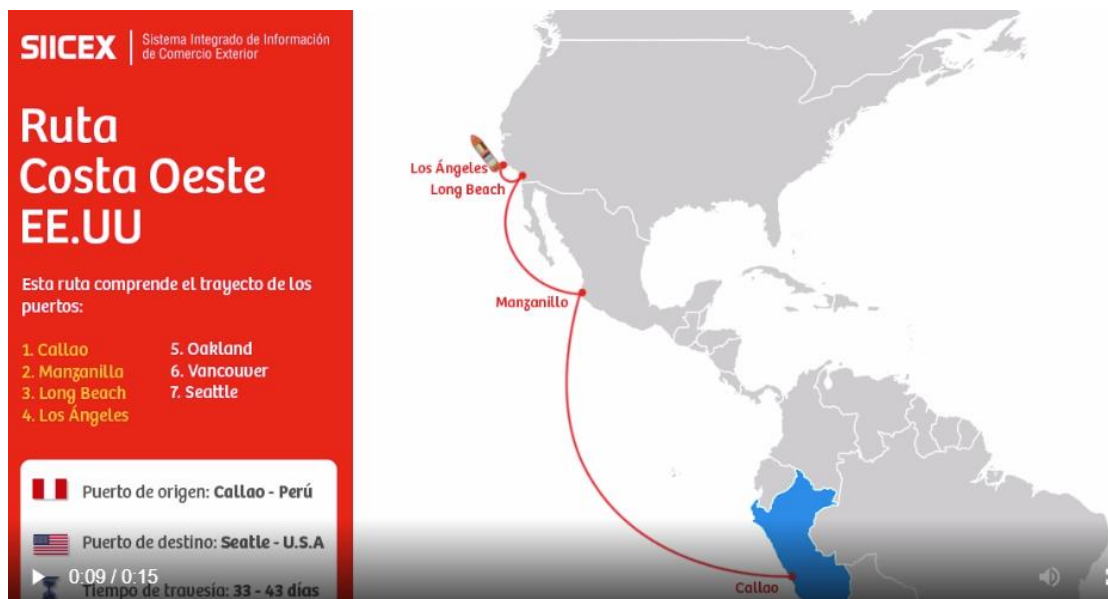 SIICEX
Sistema Integrado de Información
de Comercio Exterior
Ruta
Costa Oeste
EE.UU
Esta ruta comprende el trayecto de los
puertos:
1. Callao
2. Manzanilla
3. Long Beach
4. Los Ángeles
5. Oakland
6. Vancouver
7. Seattle
Puerto de origen: Callao - Perú
Puerto de destino: Seatle - U.S.A
Tiempo de travesía: 33 - 43 días
0:09 / 0:15
Los Ángeles
Long Beach
Manzanillo
Callao